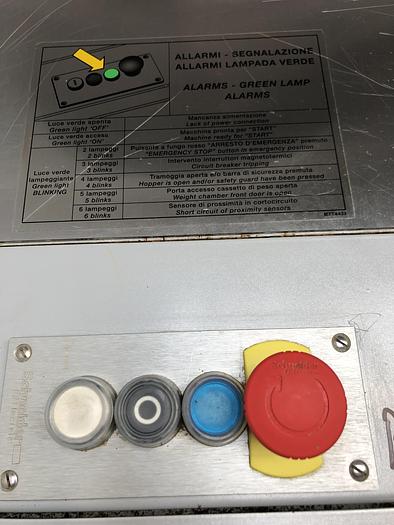 ALLARMI - SEGNALAZIONE
ALLARMI LAMPADA VERDE
ALARMS - GREEN LAMP
ALARMS
Luce verde spenta
Green light "OFF"
Mancanza alimentazione
Lack of power connection
Luce verde accesa
Green light "ON"
Macchina pronta per "START"
Machine ready for "START"
Luce verde
lampeggiante
Green light
BLINKING
2 lampeggi
2 blinks
Pulsante a fungo rosso "ARRESTO D'EMERGENZA" premuto
"EMERGENCY STOP" button in emergency position
3 lampeggi
3 blinks
Intervento interruttori magnetotermici
Circuit breaker tripping
4 lampeggi
4 blinks
Tramoggia aperta e/o barra di sicurezza premuta
Hopper is open and/or safety guard have been pressed
5 lampeggi
5 blinks
Porta accesso cassetto di peso aperta
Weight chamber front door is open
6 lampeggi
6 blinks
Sensore di prossimità in cortocircuito
Short circuit of proximity sensors